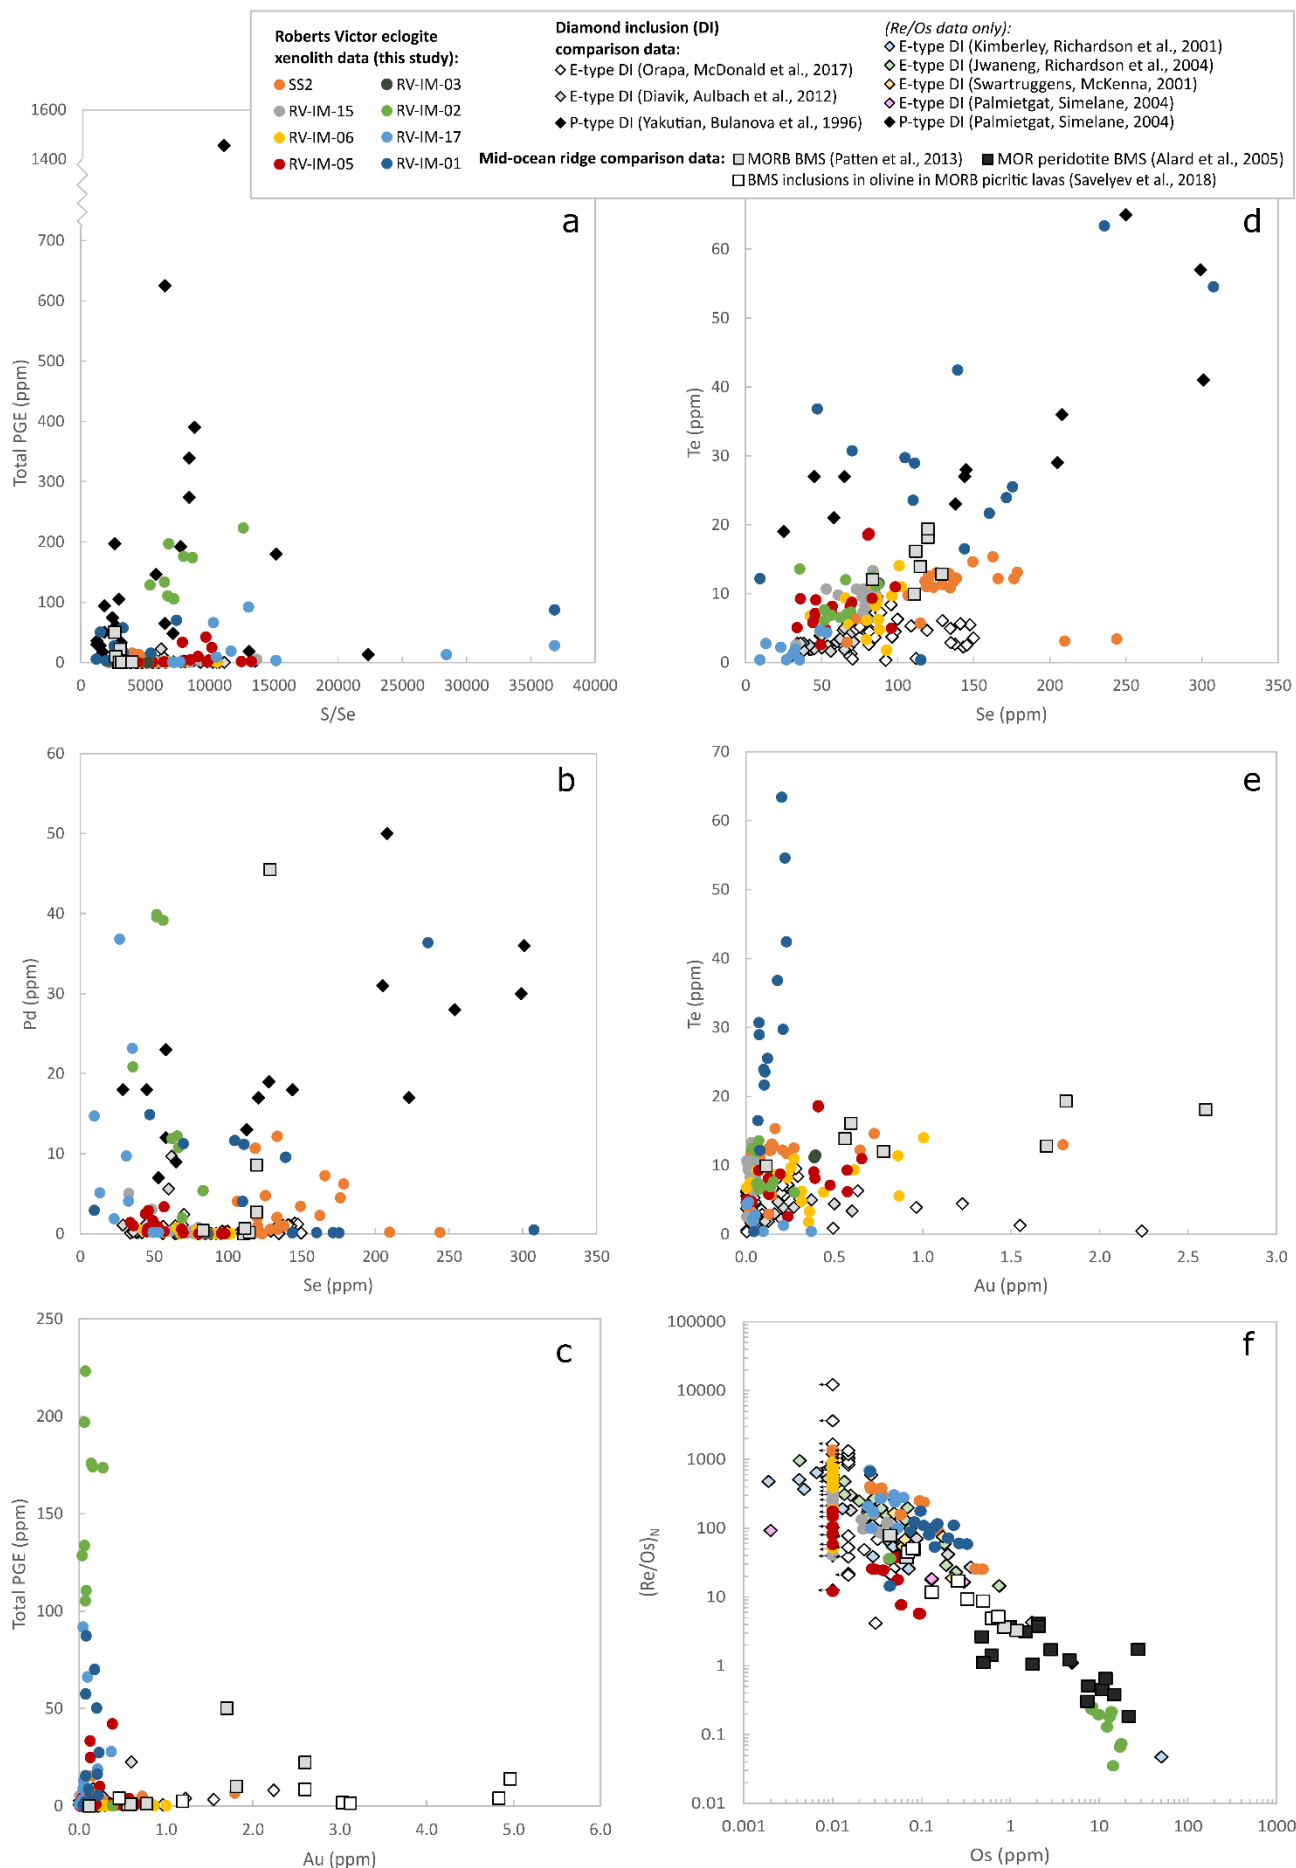 Roberts Victor eclogite
xenolith data (this study):
SS2
RV-IM-03
RV-IM-15
RV-IM-02
RV-IM-06
RV-IM-17
RV-IM-05
RV-IM-01
Diamond inclusion (DI)
comparison data:
E-type DI (Orapa, McDonald et al., 2017)
E-type DI (Diavik, Aulbach et al., 2012)
P-type DI (Yakutian, Bulanova et al., 1996)
(Re/Os data only):
E-type DI (Kimberley, Richardson et al., 2001)
E-type DI (Jwaneng, Richardson et al., 2004)
E-type DI (Swartruggens, McKenna, 2001)
E-type DI (Palmietgat, Simelane, 2004)
P-type DI (Palmietgat, Simelane, 2004)
Mid-ocean ridge comparison data:
MORB BMS (Patten et al., 2013)
MOR peridotite BMS (Alard et al., 2005)
BMS inclusions in olivine in MORB picritic lavas (Savelyev et al., 2018)
a
1600
1400
700
600
500
400
300
200
100
0
Total PGE (ppm)
0 5000 10000 15000 20000 25000 30000 35000 40000
S/Se
d
60
50
40
30
20
10
0
Te (ppm)
0 50 100 150 200 250 300 350
Se (ppm)
b
60
50
40
30
20
10
0
Pd (ppm)
0 50 100 150 200 250 300 350
Se (ppm)
e
70
60
50
40
30
20
10
0
Te (ppm)
0.0 0.5 1.0 1.5 2.0 2.5 3.0
Au (ppm)
c
250
200
150
100
50
0
Total PGE (ppm)
0.0 1.0 2.0 3.0 4.0 5.0 6.0
Au (ppm)
f
100000
10000
1000
100
10
1
0.1
0.01
(Re/Os)N
0.001 0.01 0.1 1 10 100 1000
Os (ppm)